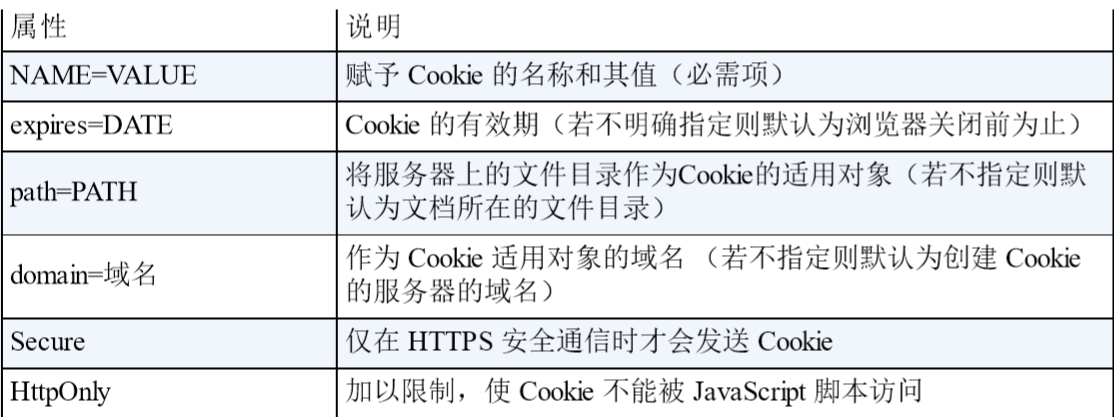 属性 说明
NAME=VALUE 赋予 Cookie 的名称和其值（必需项）
expires=DATE Cookie 的有效期（若不明确指定则默认为浏览器关闭前为止）
path=PATH 将服务器上的文件目录作为Cookie的适用对象（若不指定则默
认为文档所在的文件目录）
domain=域名 作为 Cookie 适用对象的域名 （若不指定则默认为创建 Cookie
的服务器的域名）
Secure 仅在 HTTPS 安全通信时才会发送 Cookie
HttpOnly 加以限制，使 Cookie 不能被 JavaScript 脚本访问